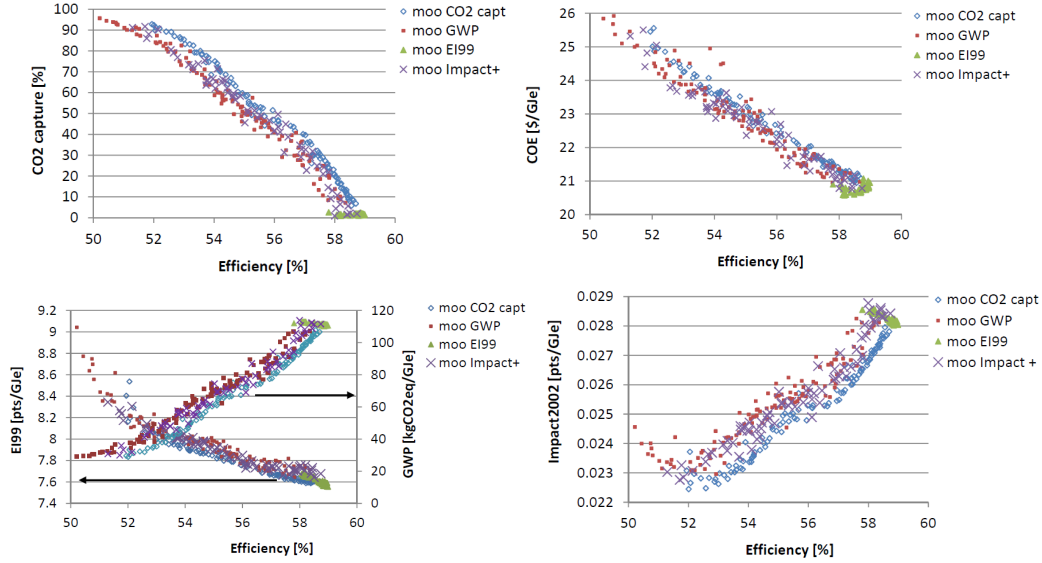 100
90
80
70
60
50
40
30
20
10
0
CO2 capture [%]
50 52 54 56 58 60
Efficiency [%]
moo CO2 capt
moo GWP
moo EI99
moo Impact+
26
25
24
23
22
21
20
COE [$/GJe]
50 52 54 56 58 60
Efficiency [%]
moo CO2 capt
moo GWP
moo EI99
moo Impact+
9.2
9
8.8
8.6
8.4
8.2
8
7.8
7.6
7.4
EI99 [pts/GJe]
120
100
80
60
40
20
0
GWP [kgCO2eq/GJe]
50 52 54 56 58 60
Efficiency [%]
moo CO2 capt
moo GWP
moo EI99
moo Impact+
0.029
0.028
0.027
0.026
0.025
0.024
0.023
0.022
Impact2002 [pts/GJe]
50 52 54 56 58 60
Efficiency [%]
moo CO2 capt
moo GWP
moo EI99
moo Impact +